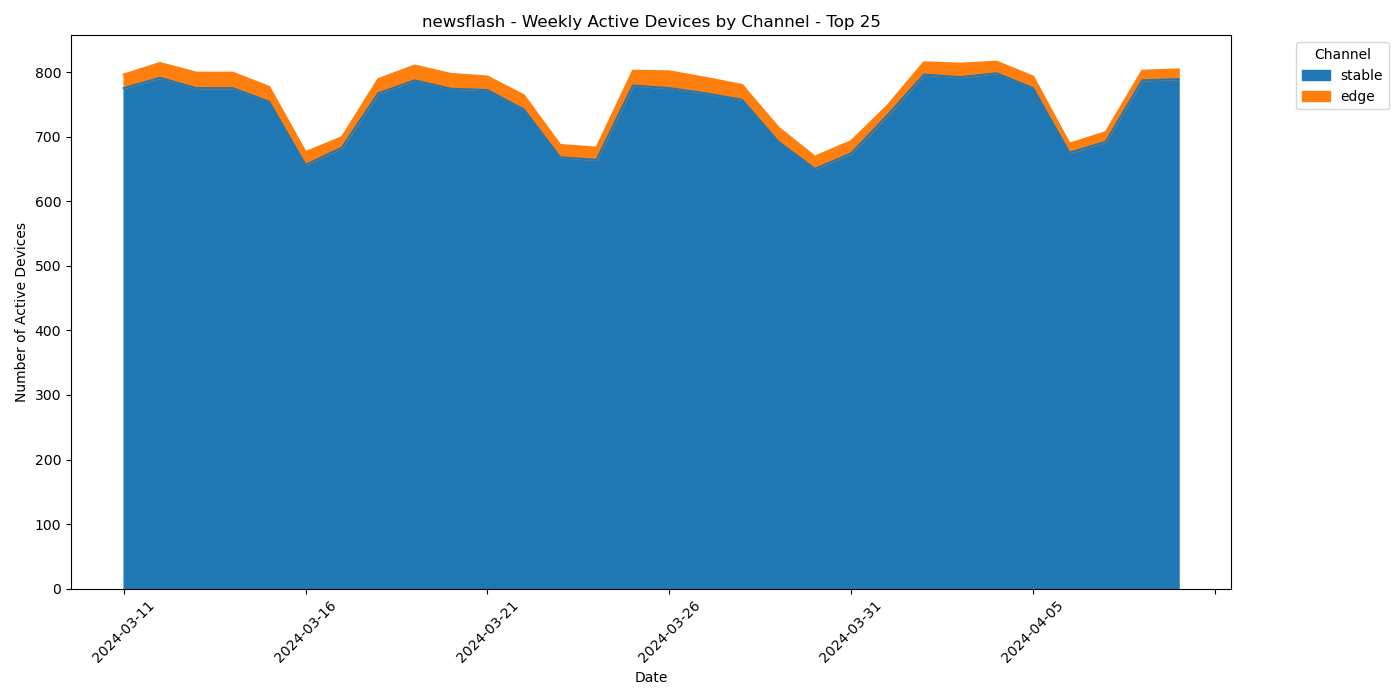 newsflash - Weekly Active Devices by Channel - Top 25
Channel
stable
edge
Number of Active Devices
800
700
600
500
400
300
200
100
0
2024-03-11
2024-03-16
2024-03-21
2024-03-26
2024-03-31
2024-04-05
Date